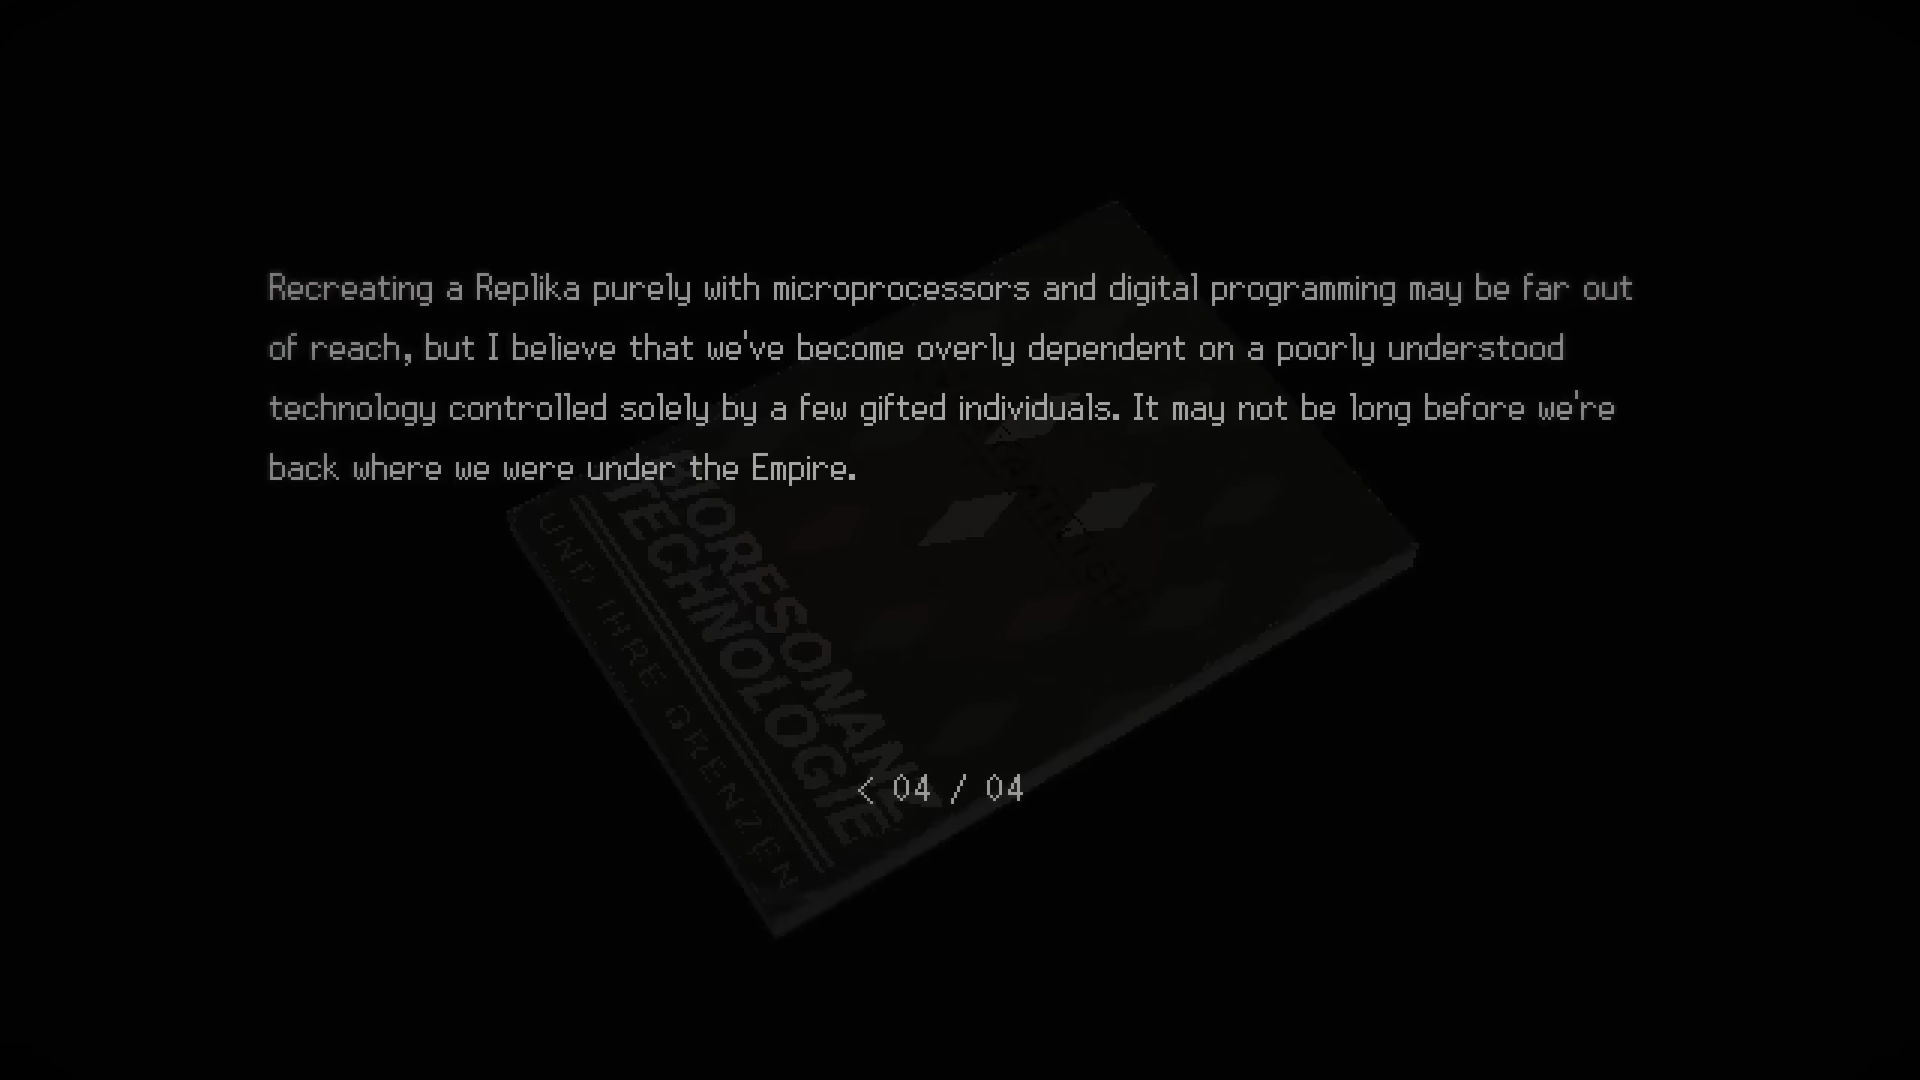 Recreating a Replika purely with microprocessors and digital programming may be far out
of reach, but I believe that we've become overly dependent on a poorly understood
technology controlled solely by a few gifted individuals. It may not be long before we're
back where we were under the Empire.
BIORESONANZ
TECHNOLOGIE
UND IHRE GRENZEN
< 04 / 04